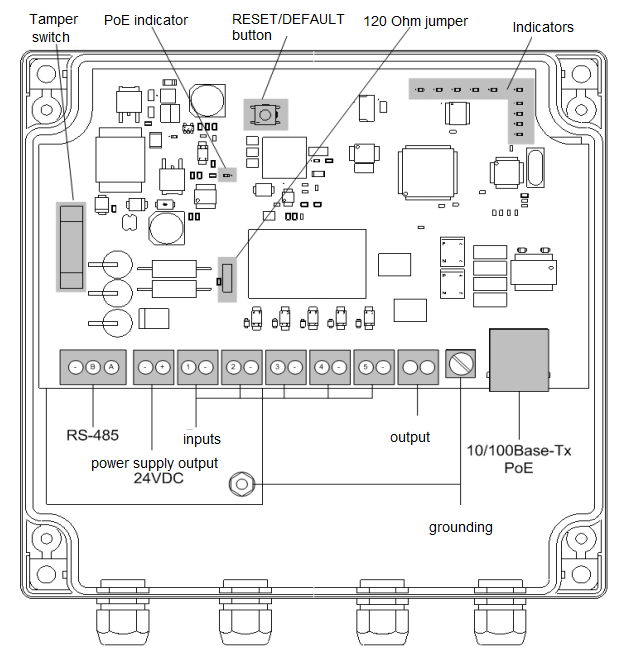 Tamper
switch
PoE indicator
RESET/DEFAULT
button
120 Ohm jumper
Indicators
- B A
- +
1 -
2 -
3 -
4 -
5 -
RS-485
power supply output
24VDC
inputs
output
10/100Base-Tx
PoE
grounding